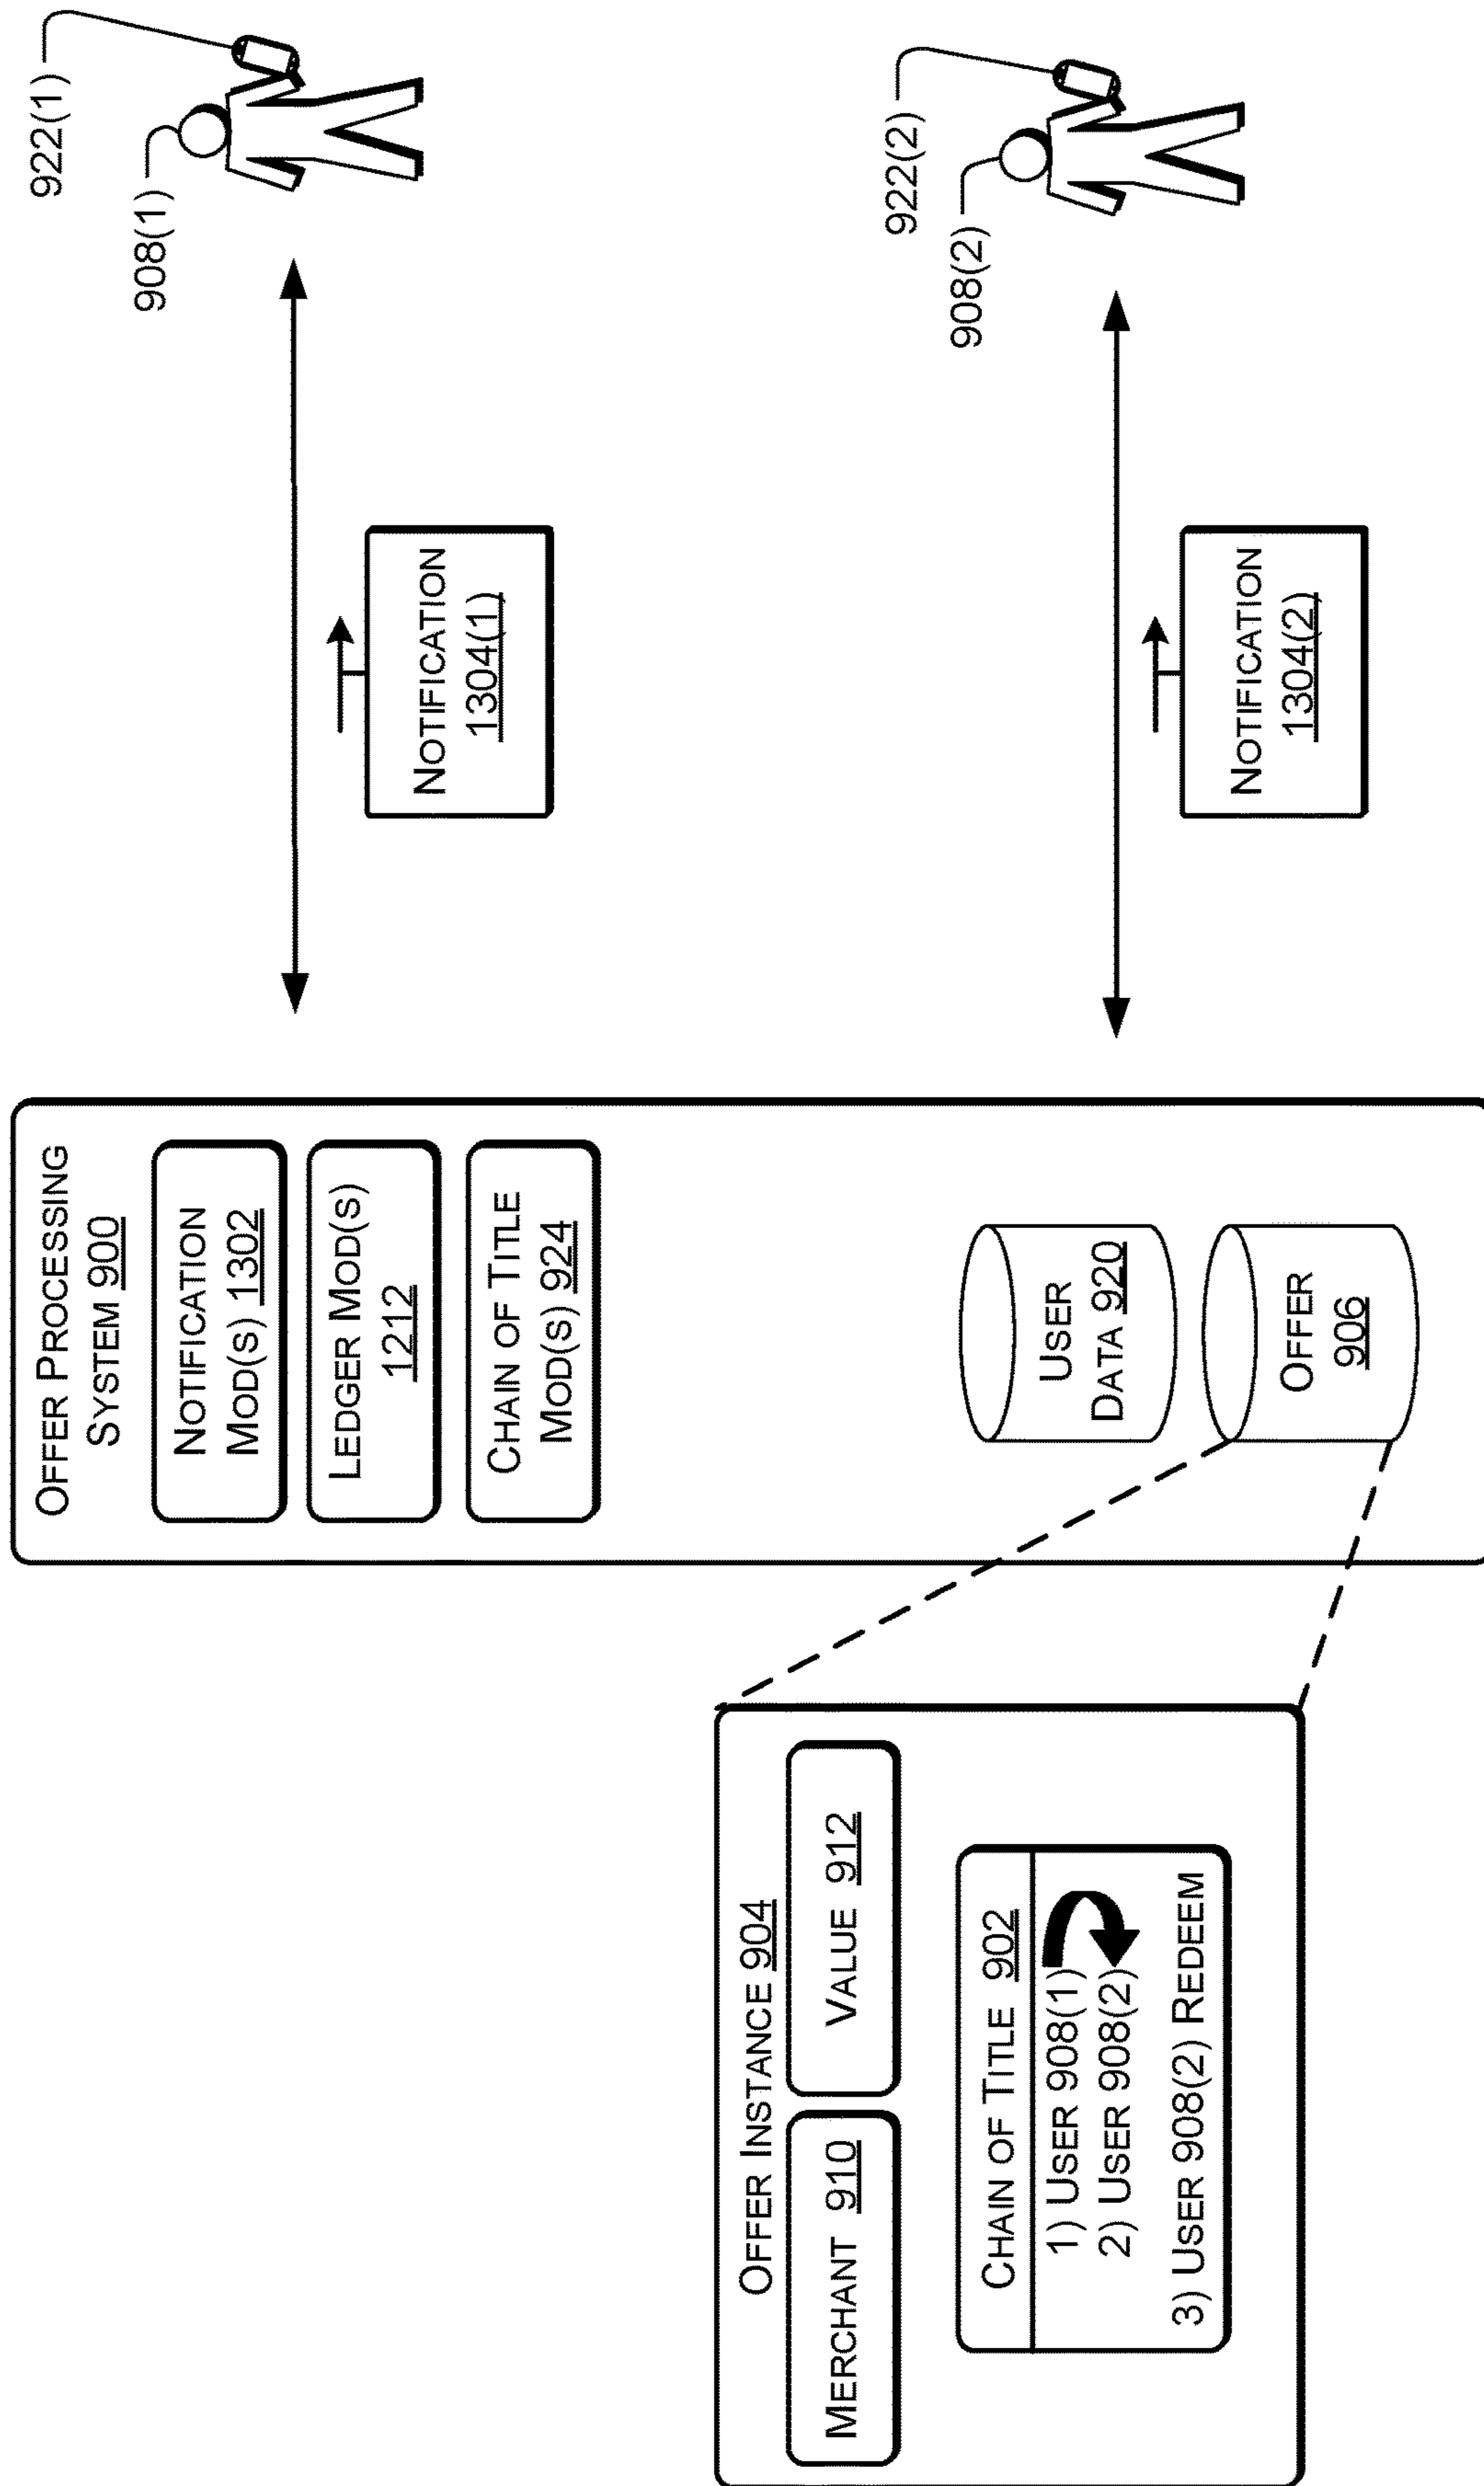 OFFER INSTANCE 904
MERCHANT 910
VALUE 912
CHAIN OF TITLE 902
1) USER 908(1)
2) USER 908(2)
3) USER 908(2) REDEEM
OFFER PROCESSING
SYSTEM 900
NOTIFICATION
MOD(S) 1302
LEDGER MOD(S)
1212
CHAIN OF TITLE
MOD(S) 924
USER
DATA 920
OFFER
906
NOTIFICATION
1304(1)
NOTIFICATION
1304(2)
922(1)
908(1)
922(2)
908(2)